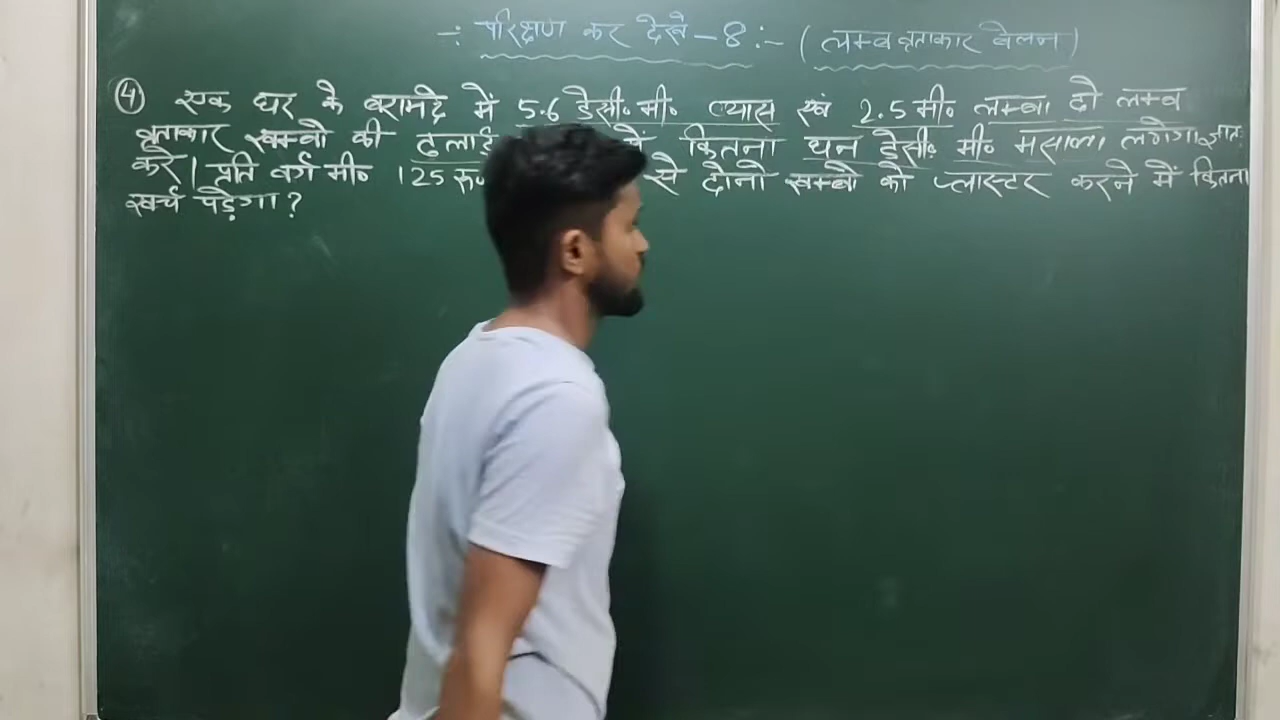 -: परिक्षण कर देखे - 8:- (लम्ब वृताकार बेलन)
④ एक घर के बरामदे में 5.6 डेसी॰ मी॰ व्यास एवं 2.5 मी॰ लम्बा दो लम्ब
वृताकार खम्बो की ढलाई में कितना घन डेसी॰ मी॰ मसाला लगेगा ज्ञात
करे। प्रति वर्ग मी॰ 125 रू॰ से दोनो खम्बो को प्लास्टर करने में कितना
खर्च पड़ेगा?